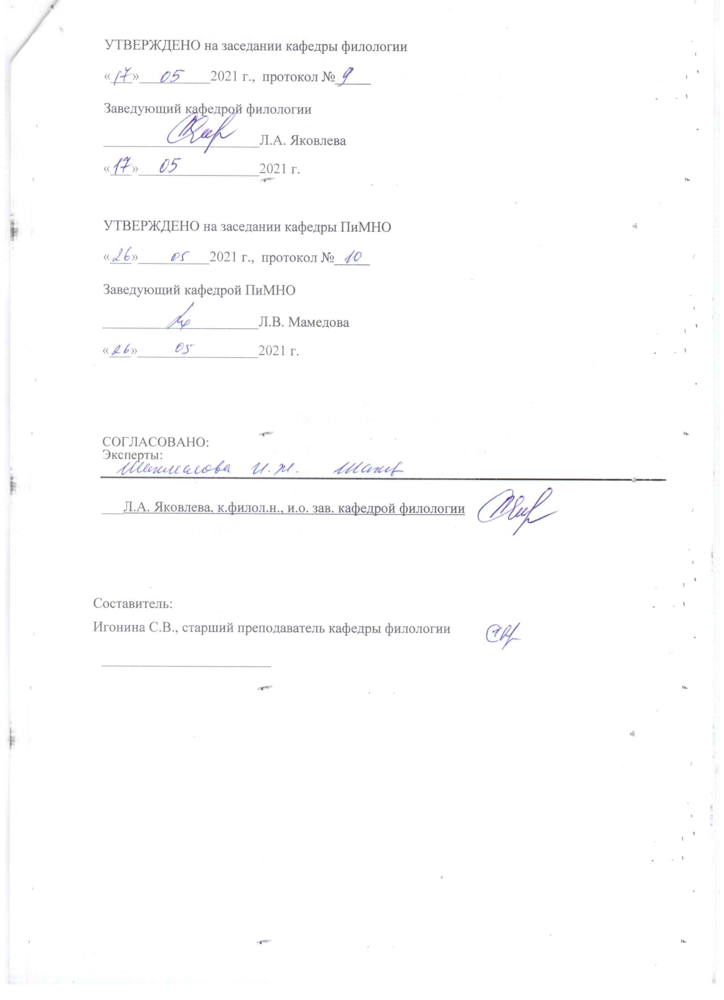 УТВЕРЖДЕНО на заседании кафедры филологии
«17» 05 2021 г., протокол № 9
Заведующий кафедрой филологии
Л.А. Яковлева
«17» 05 2021 г.
УТВЕРЖДЕНО на заседании кафедры ПиМНО
«26» 05 2021 г., протокол № 10
Заведующий кафедрой ПиМНО
Л.В. Мамедова
«26» 05 2021 г.
СОГЛАСОВАНО:
Эксперты:
И.Ж.
Л.А. Яковлева, к.филол.н., и.о. зав. кафедрой филологии
Составитель:
Игонина С.В., старший преподаватель кафедры филологии